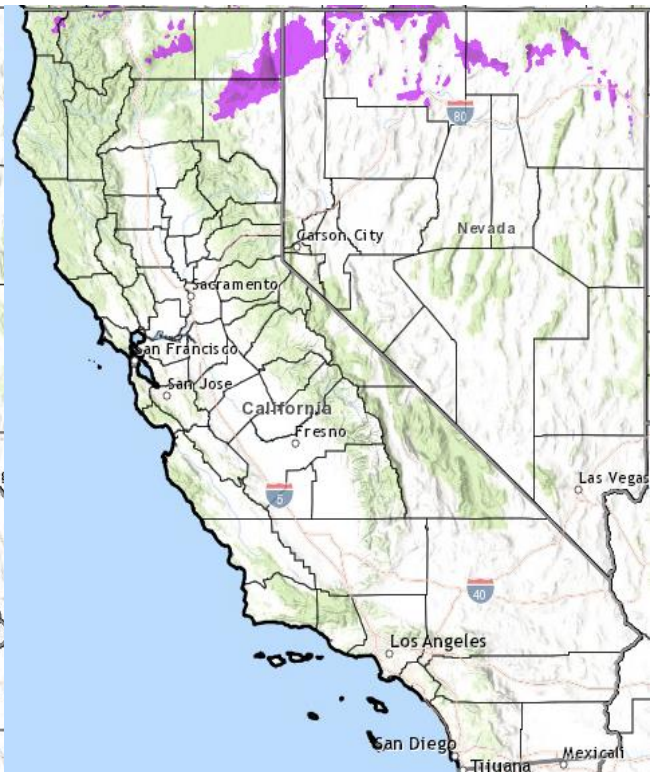 80
Nevada
Carson City
Sacramento
San Francisco
San Jose
California
Fresno
5
Las Vegas
40
Los Angeles
San Diego
Tijuana
Mexicali